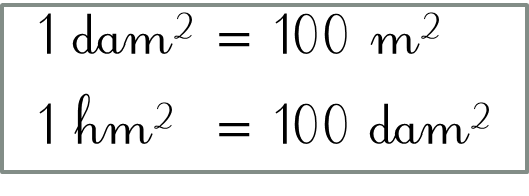 1 dam² = 100 m²
1 hm² = 100 dam²